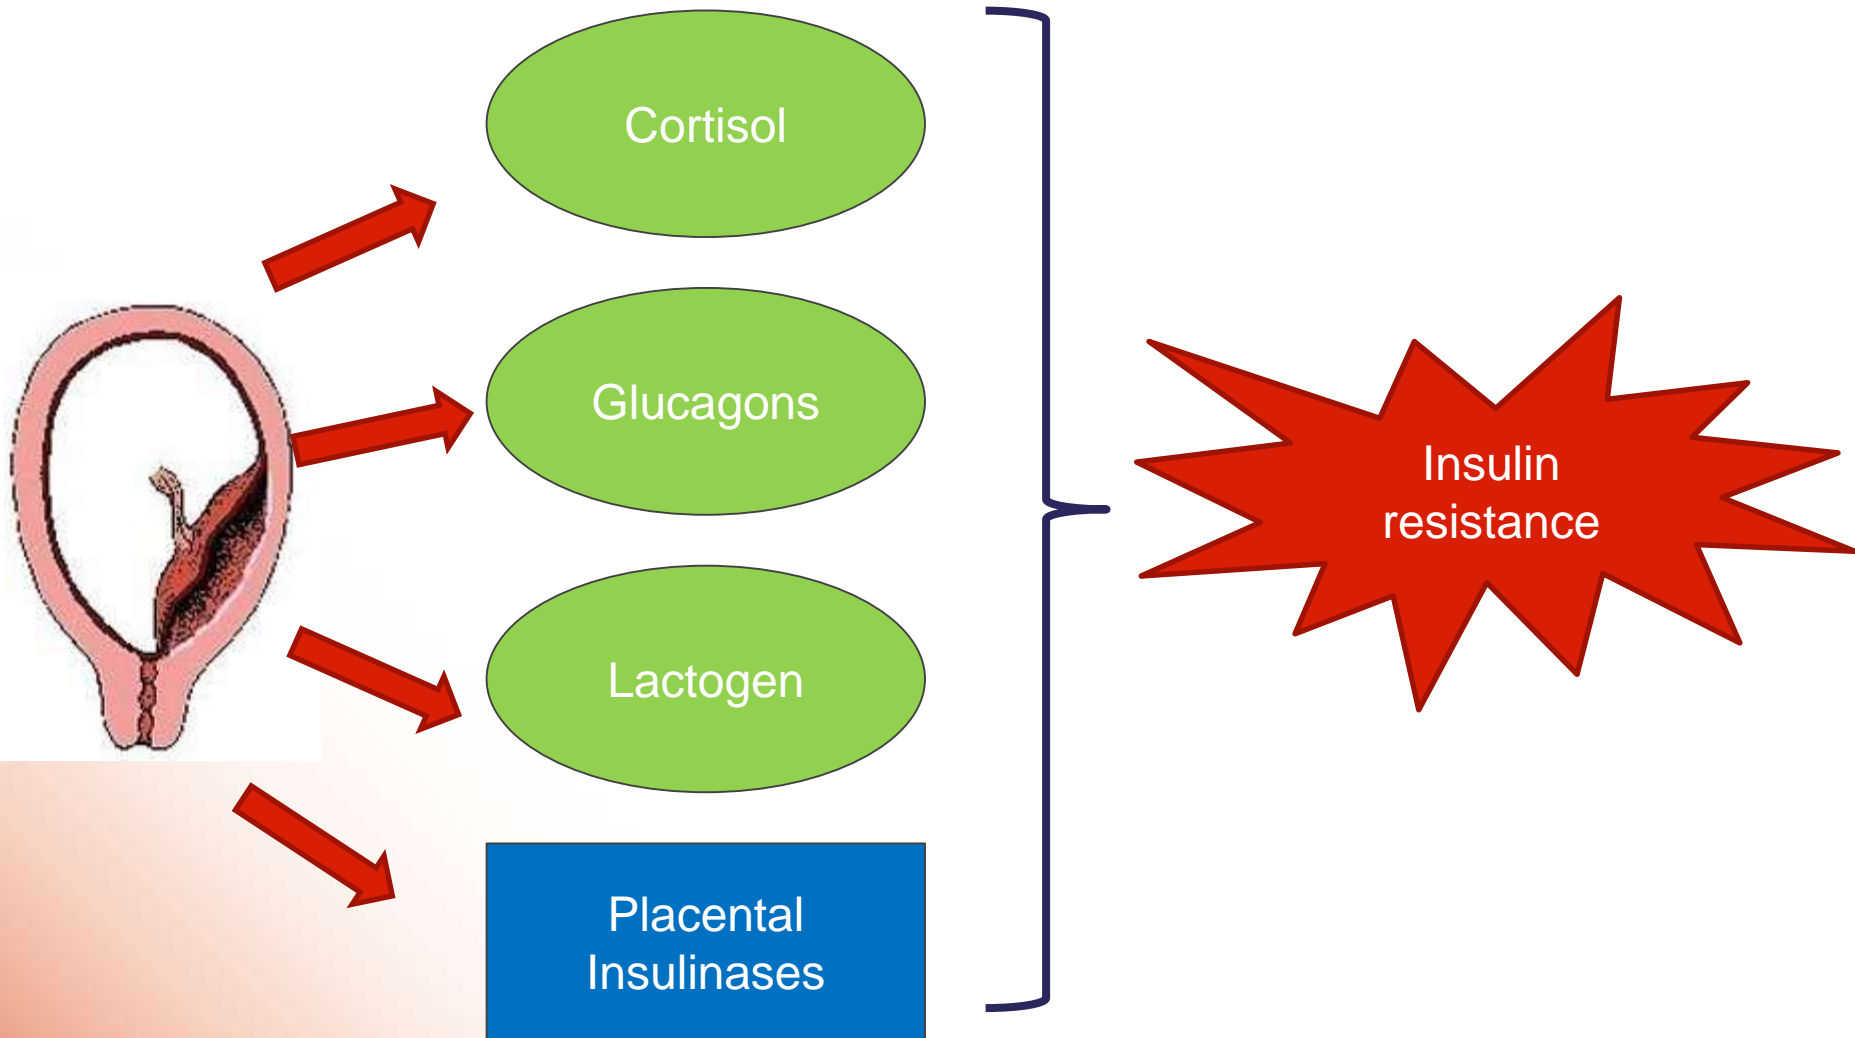 Cortisol
Glucagons
Lactogen
Placental
Insulinases
Insulin
resistance